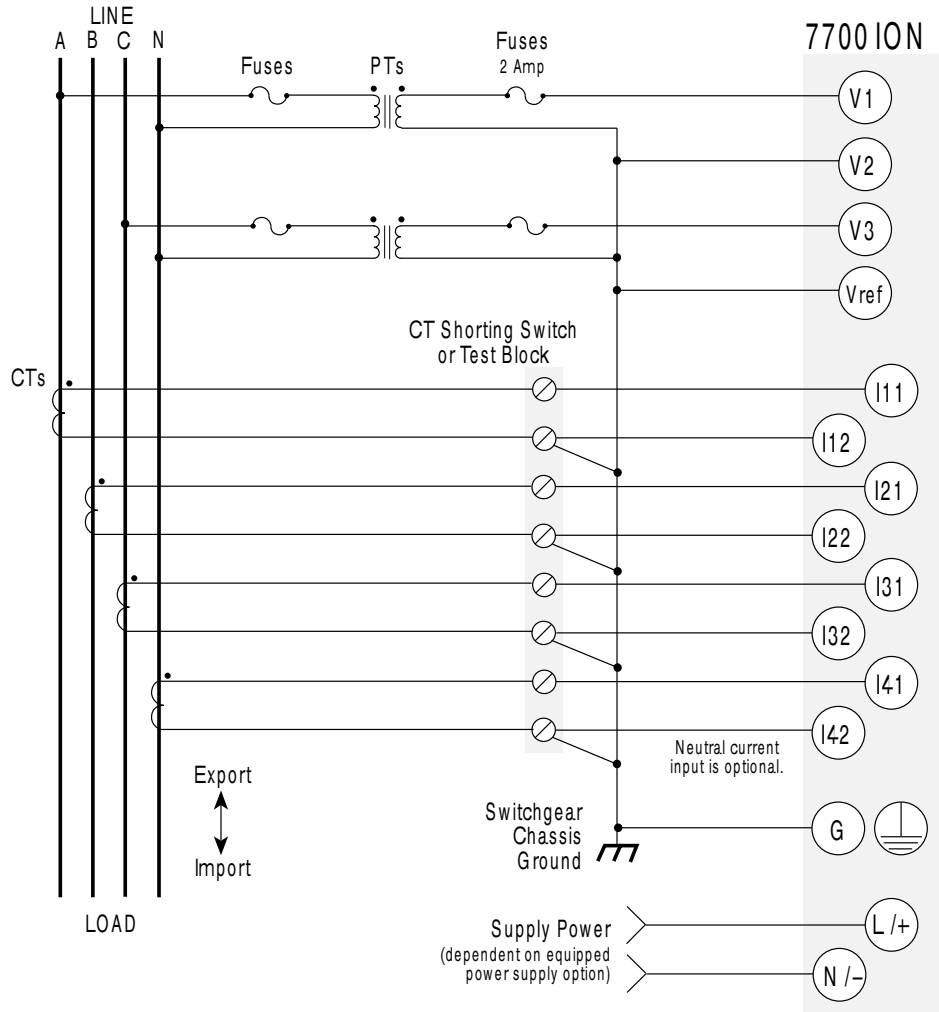 LINE
A B C N
7700 ION
Fuses
PTs
Fuses
2 Amp
V1
V2
V3
Vref
CT Shorting Switch
or Test Block
CTs
I11
I12
I21
I22
I31
I32
I41
I42
Neutral current
input is optional.
Export
Import
Switchgear
Chassis
Ground
G
LOAD
Supply Power
(dependent on equipped
power supply option)
L/+
N/–